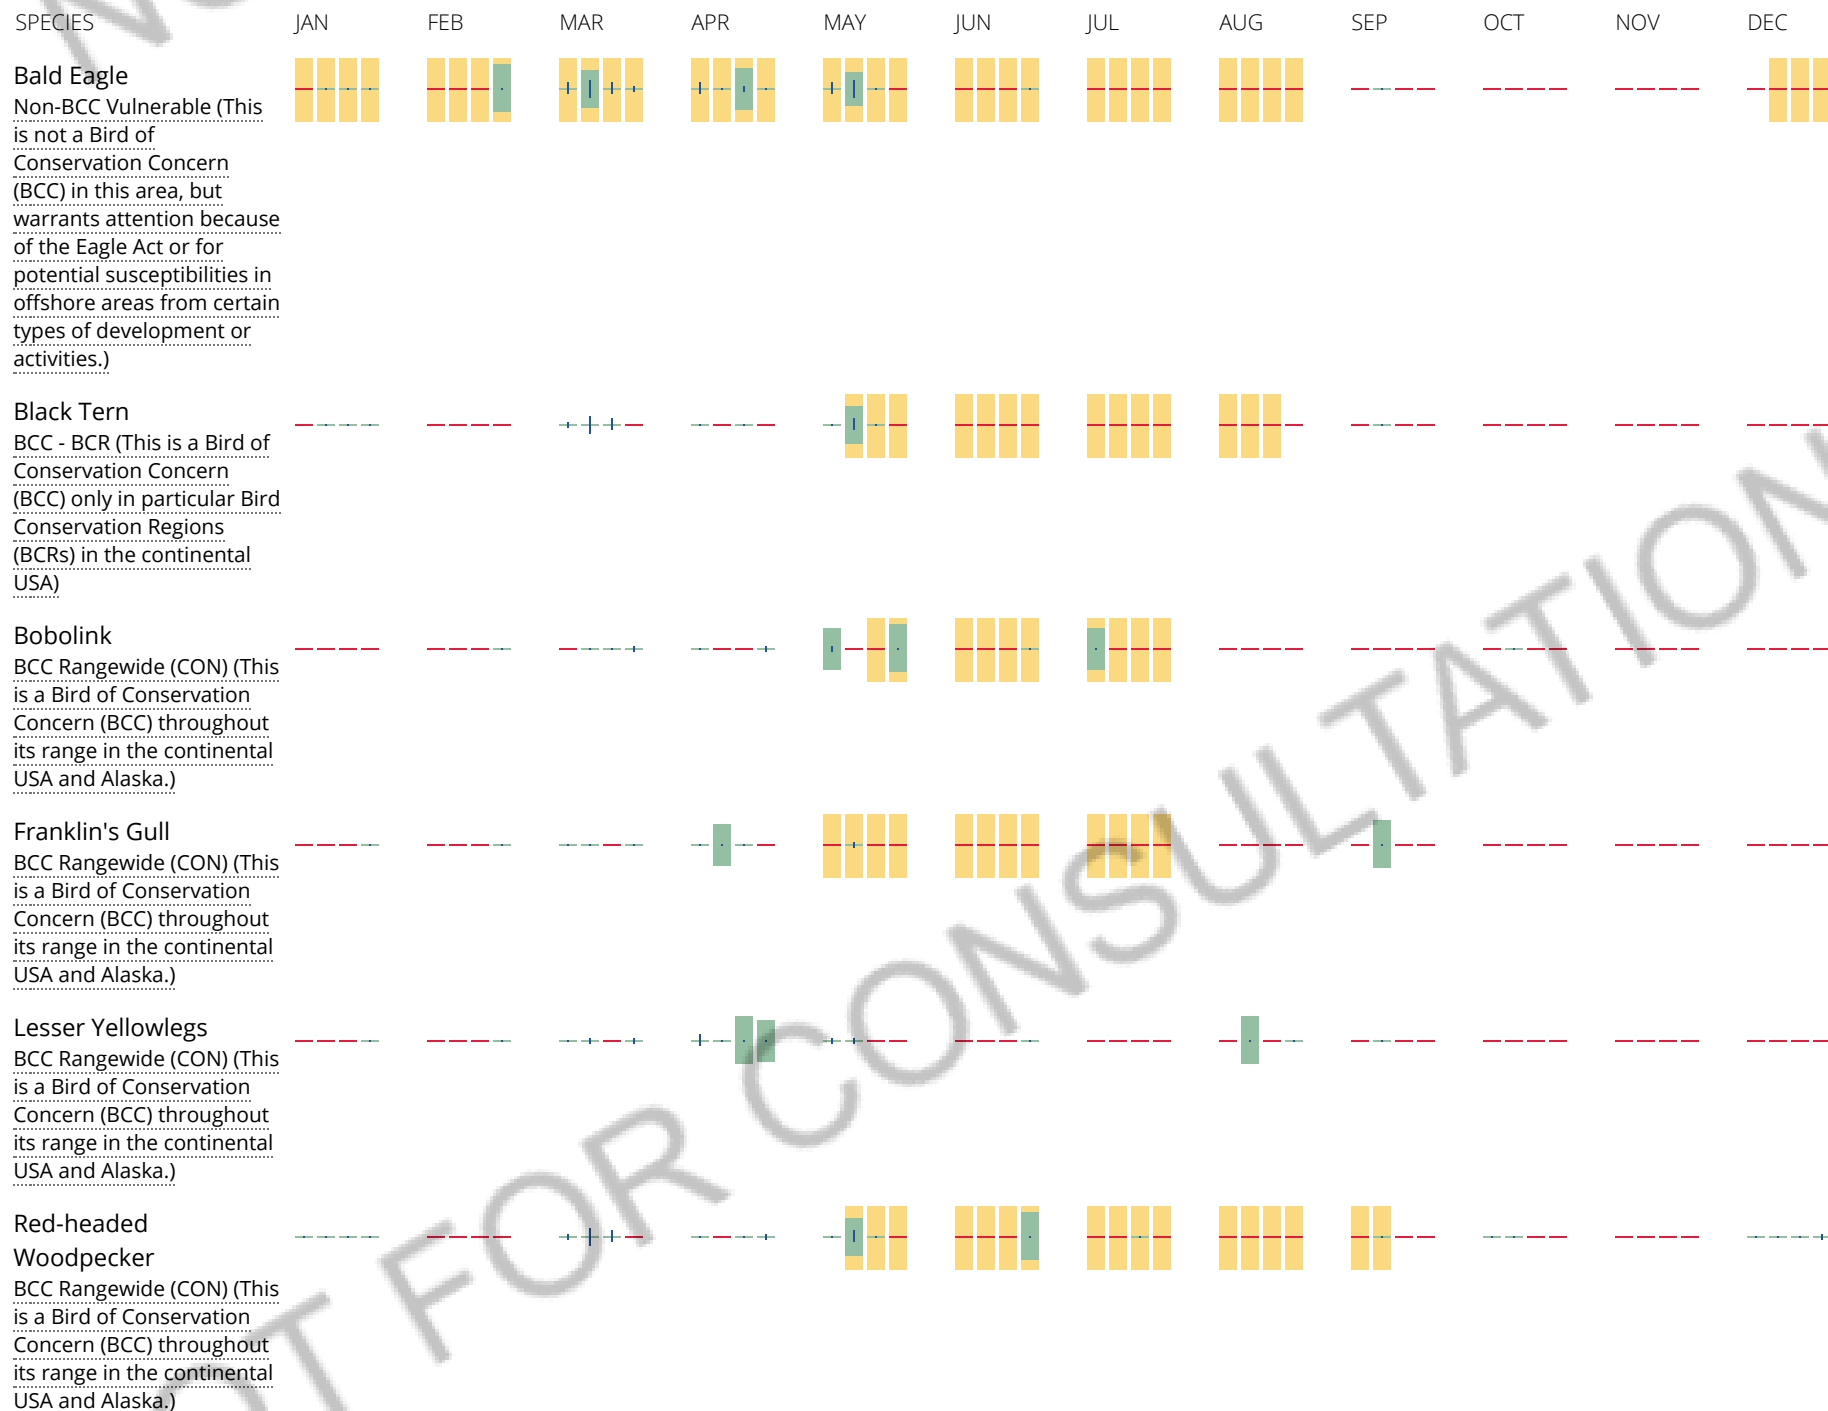 SPECIES JAN FEB MAR APR MAY JUN JUL AUG SEP OCT NOV DEC
Bald Eagle
Non-BCC Vulnerable (This
is not a Bird of
Conservation Concern
(BCC) in this area, but
warrants attention because
of the Eagle Act or for
potential susceptibilities in
offshore areas from certain
types of development or
activities.)
Black Tern
BCC - BCR (This is a Bird of
Conservation Concern
(BCC) only in particular Bird
Conservation Regions
(BCRs) in the continental
USA)
Bobolink
BCC Rangewide (CON) (This
is a Bird of Conservation
Concern (BCC) throughout
its range in the continental
USA and Alaska.)
Franklin's Gull
BCC Rangewide (CON) (This
is a Bird of Conservation
Concern (BCC) throughout
its range in the continental
USA and Alaska.)
Lesser Yellowlegs
BCC Rangewide (CON) (This
is a Bird of Conservation
Concern (BCC) throughout
its range in the continental
USA and Alaska.)
Red-headed
Woodpecker
BCC Rangewide (CON) (This
is a Bird of Conservation
Concern (BCC) throughout
its range in the continental
USA and Alaska.)
FOR CONSULTATION